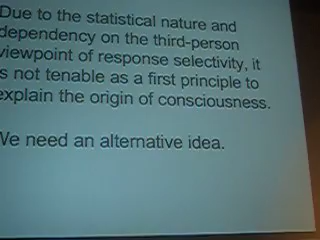 Due to the statistical nature and
dependency on the third-person
viewpoint of response selectivity, it
s not tenable as a first principle to
explain the origin of consciousness.
We need an alternative idea.